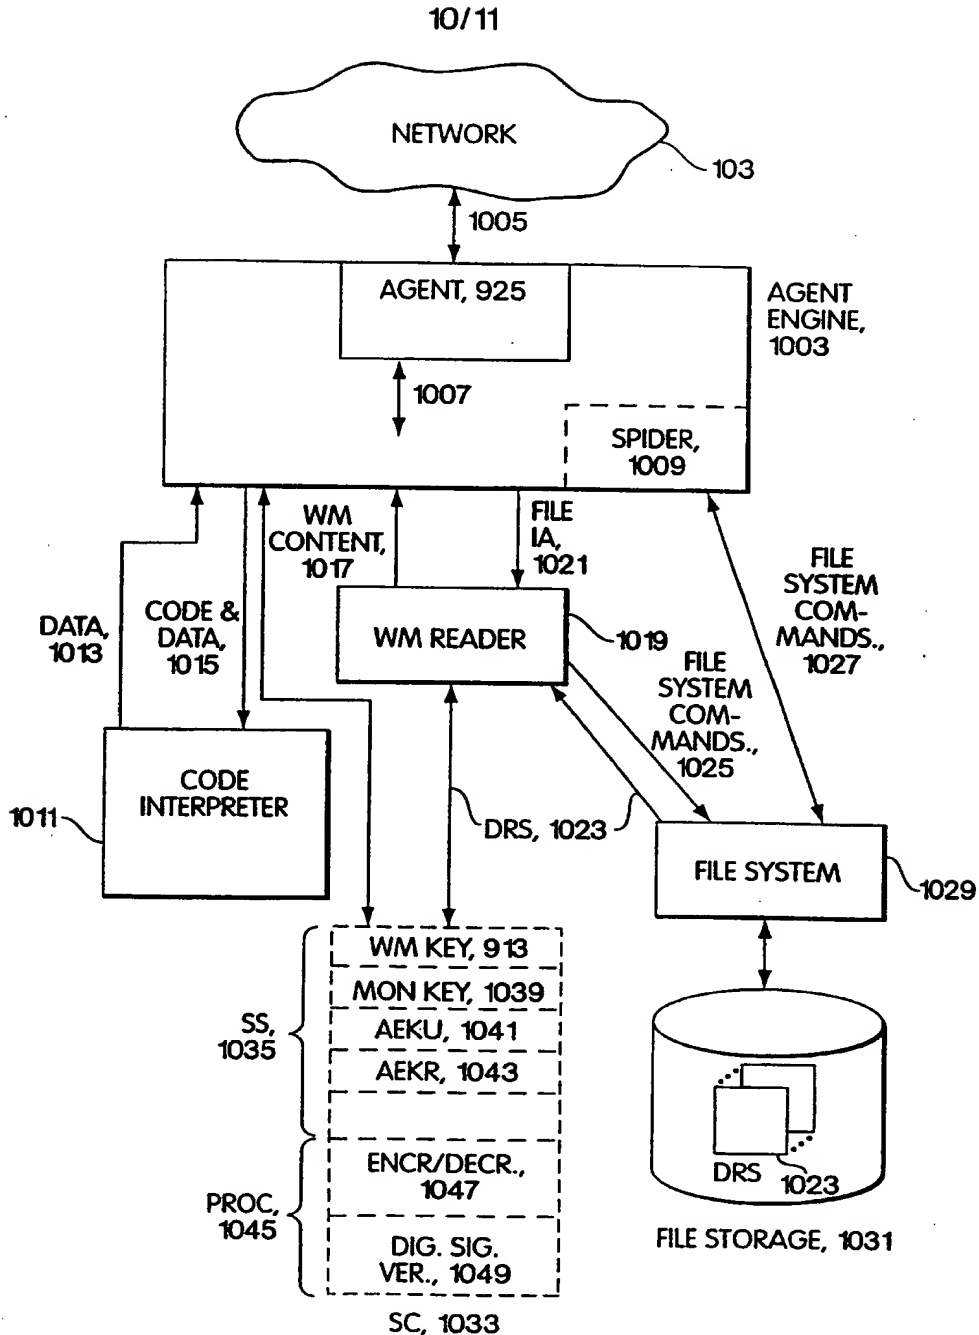 10/11
NETWORK
103
1005
AGENT, 925
AGENT
ENGINE,
1003
1007
SPIDER,
1009
WM
CONTENT,
1017
FILE
IA,
1021
FILE
SYSTEM
COM-
MANDS.,
1027
DATA,
1013
CODE &
DATA,
1015
WM READER
1019
FILE
SYSTEM
COM-
MANDS.,
1025
CODE
INTERPRETER
1011
DRS, 1023
FILE SYSTEM
1029
WM KEY, 913
MON KEY, 1039
AEKU, 1041
AEKR, 1043
SS,
1035
ENCR/DECR.,
1047
PROC,
1045
DIG. SIG.
VER., 1049
SC, 1033
DRS
1023
FILE STORAGE, 1031